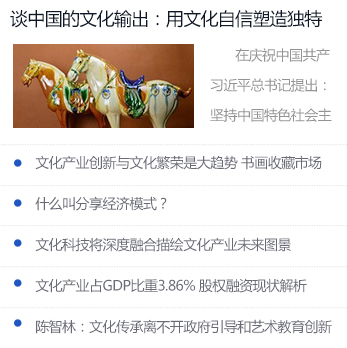 谈中国的文化输出：用文化自信塑造独特
在庆祝中国共产
习近平总书记提出：
坚持中国特色社会主
文化产业创新与文化繁荣是大趋势 书画收藏市场
什么叫分享经济模式？
文化科技将深度融合描绘文化产业未来图景
文化产业占GDP比重3.86% 股权融资现状解析
陈智林：文化传承离不开政府引导和艺术教育创新